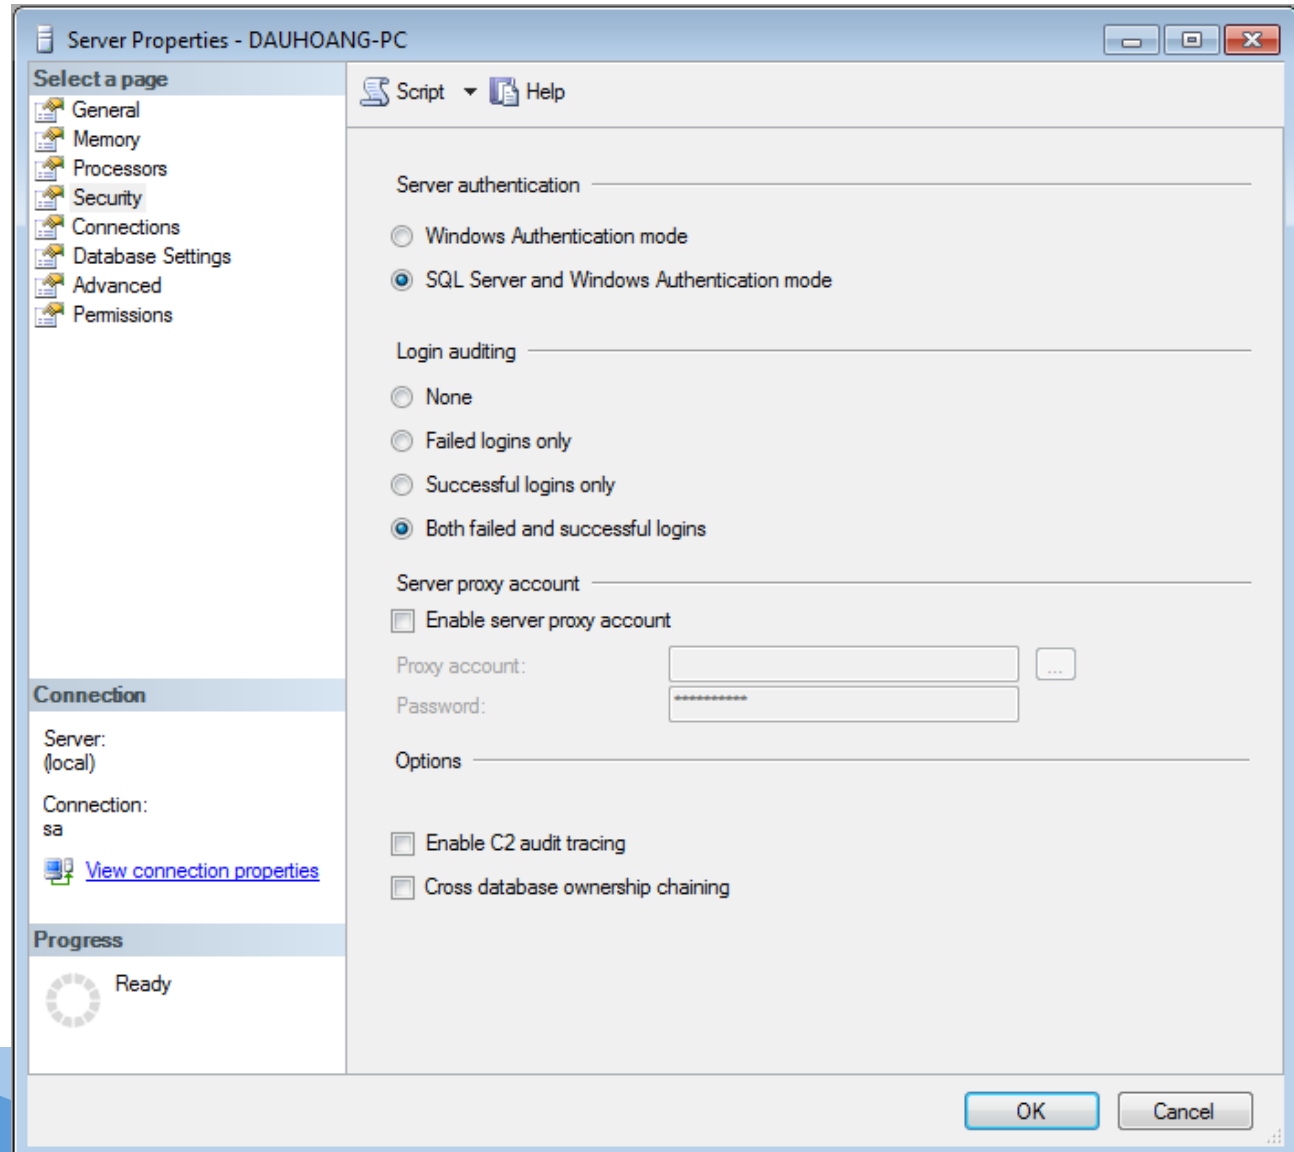 Server Properties - DAUHOANG-PC
Select a page
General
Memory
Processors
Security
Connections
Database Settings
Advanced
Permissions
Connection
Server:
(local)
Connection:
sa
View connection properties
Progress
Ready
Script
Help
Server authentication
Windows Authentication mode
SQL Server and Windows Authentication mode
Login auditing
None
Failed logins only
Successful logins only
Both failed and successful logins
Server proxy account
Enable server proxy account
Proxy account:
...
Password: **********
Options
Enable C2 audit tracing
Cross database ownership chaining
OK
Cancel